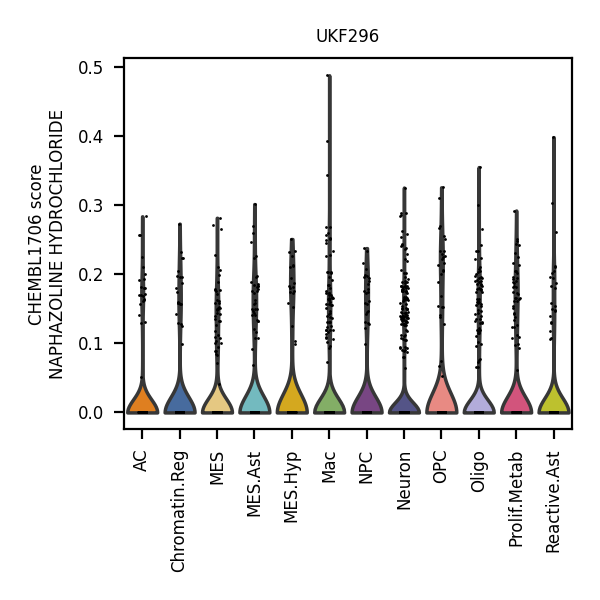 UKF296
CHEMBL1706 score
NAPHAZOLINE HYDROCHLORIDE
0.5
0.4
0.3
0.2
0.1
0.0
AC
Chromatin.Reg
MES
MES.Ast
MES.Hyp
Mac
NPC
Neuron
OPC
Oligo
Prolif.Metab
Reactive.Ast